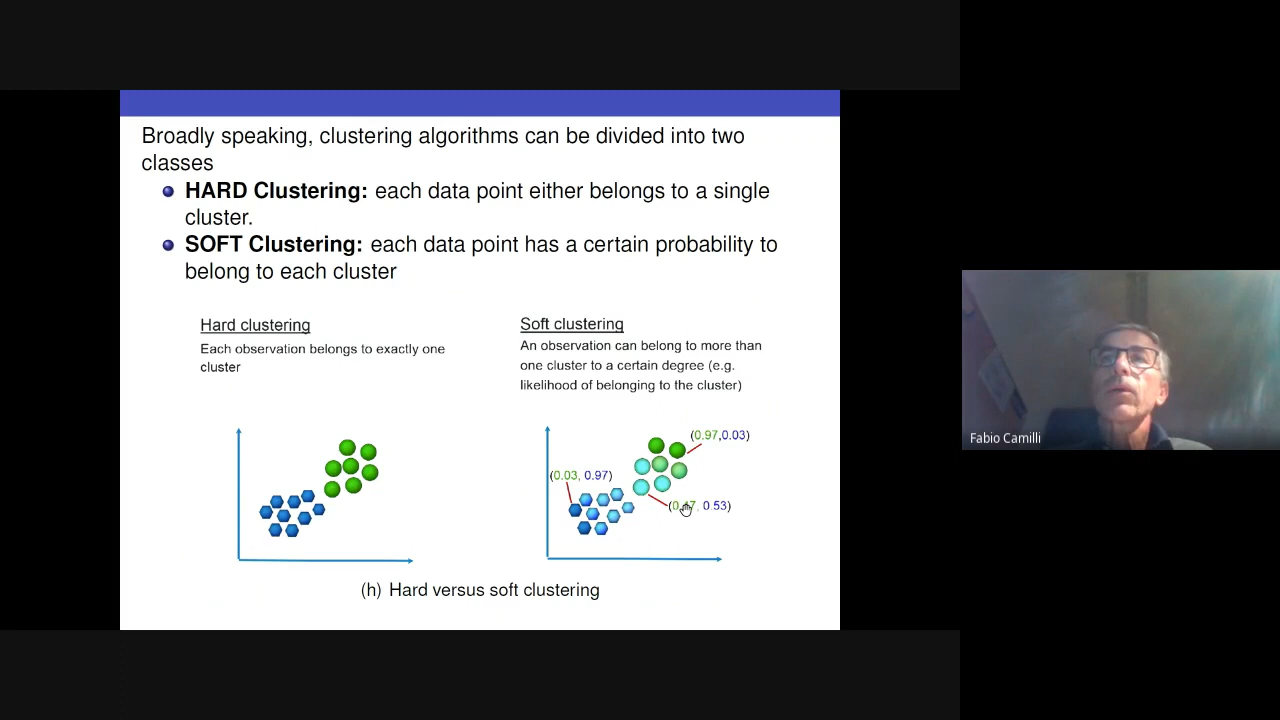 Broadly speaking, clustering algorithms can be divided into two
classes
HARD Clustering: each data point either belongs to a single
cluster.
SOFT Clustering: each data point has a certain probability to
belong to each cluster
Hard clustering
Each observation belongs to exactly one
cluster
Soft clustering
An observation can belong to more than
one cluster to a certain degree (e.g.
likelihood of belonging to the cluster)
(0.97,0.03)
(0.03, 0.97)
(0.47, 0.53)
(h) Hard versus soft clustering
Fabio Camilli